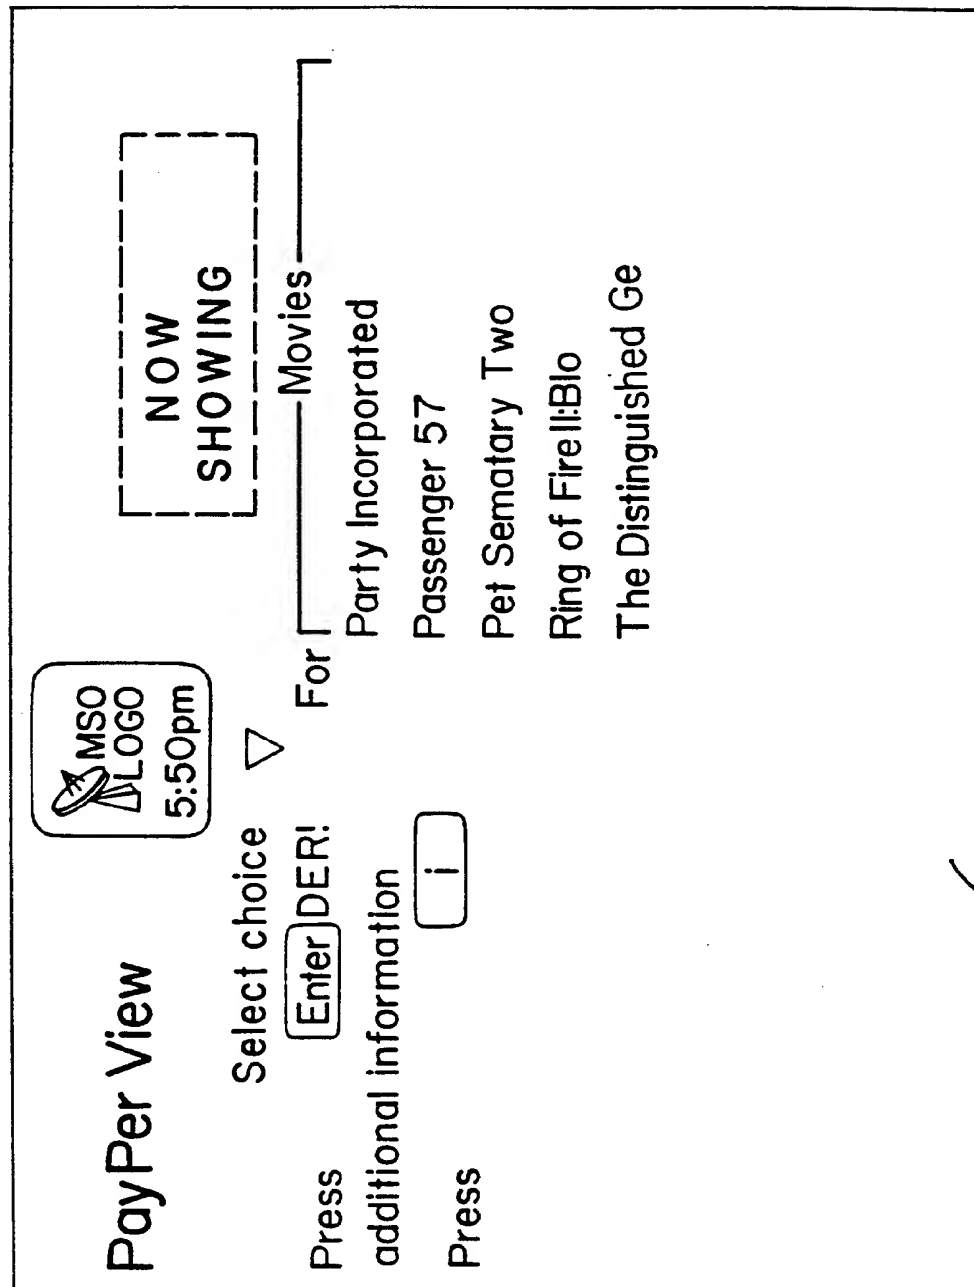 PayPer View
MSO
LOGO
5:50pm
NOW
SHOWING
Select choice
Press Enter DER! For
additional information
Press i
Movies
Party Incorporated
Passenger 57
Pet Sematary Two
Ring of Fire II:Blo
The Distinguished Ge